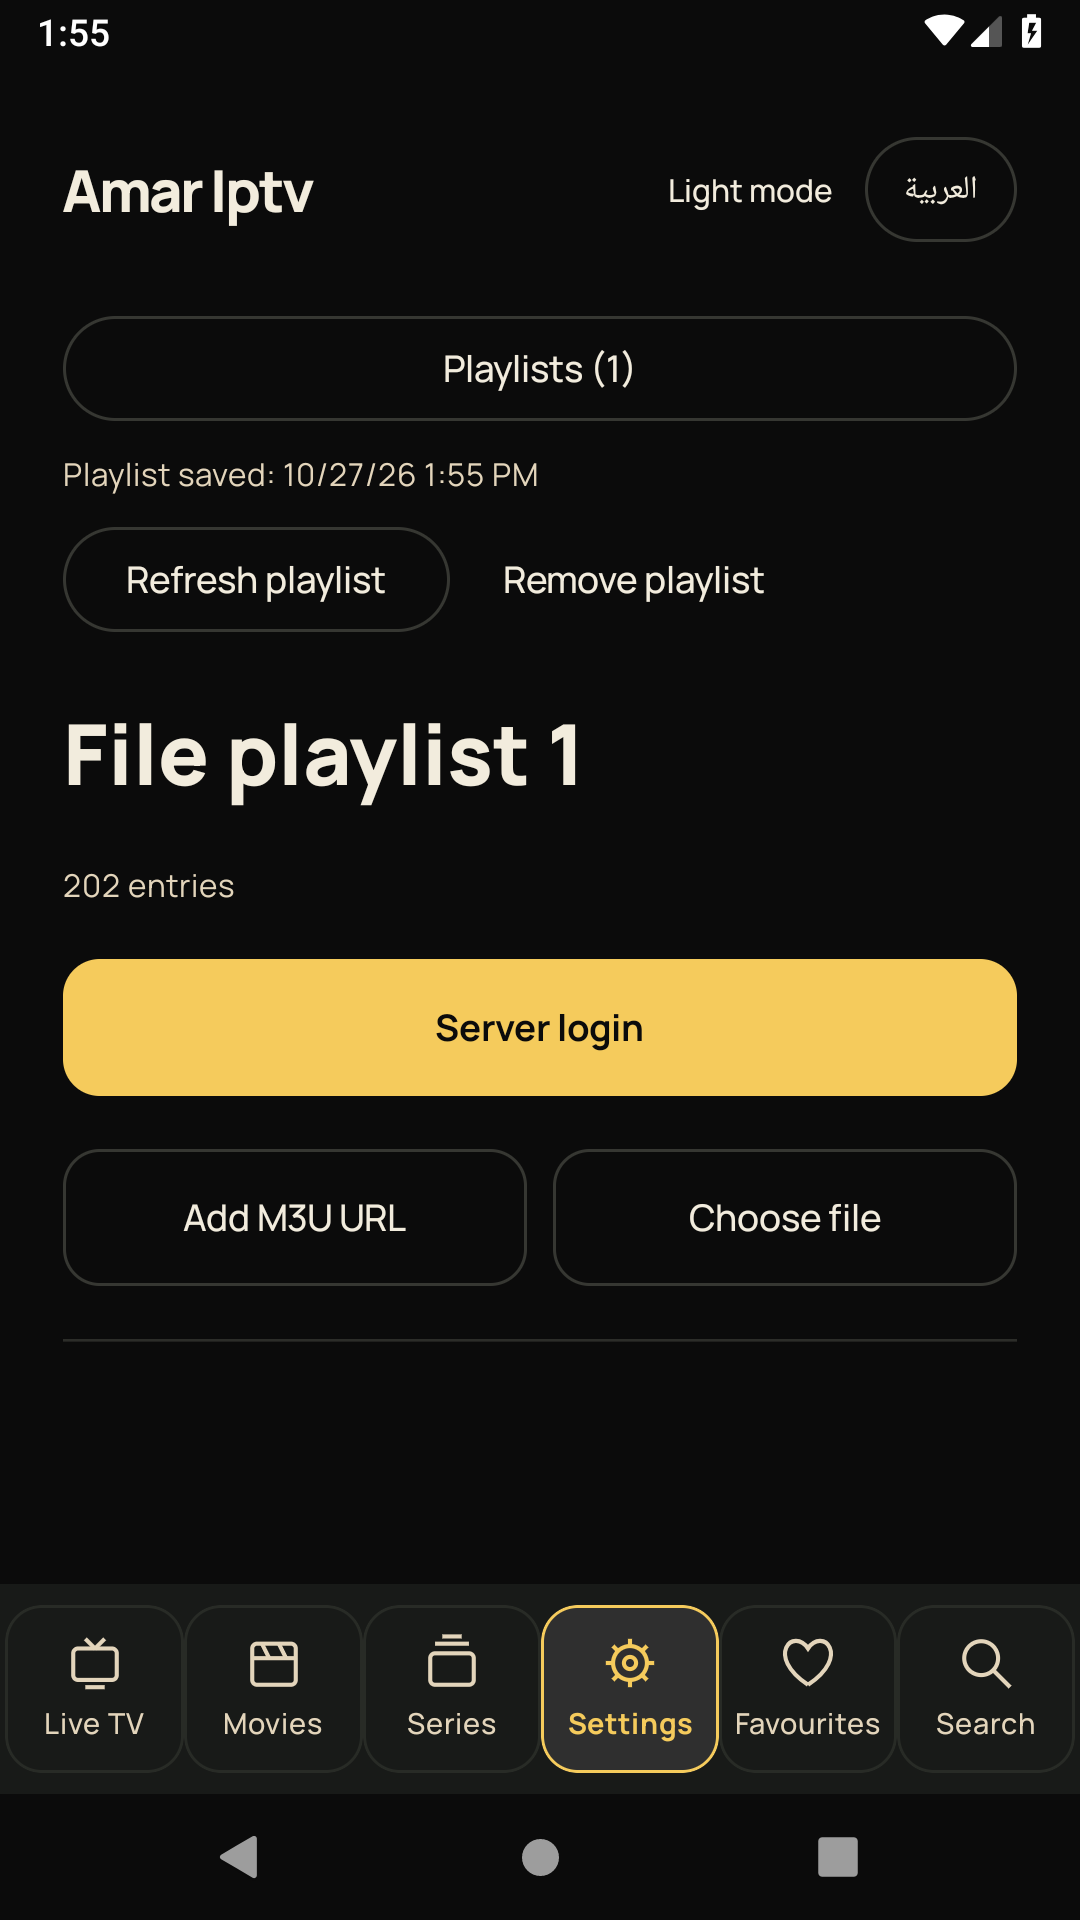 1:55
Amar Iptv
Light mode
العربية
Playlists (1)
Playlist saved: 10/27/26 1:55 PM
Refresh playlist
Remove playlist
File playlist 1
202 entries
Server login
Add M3U URL
Choose file
Live TV
Movies
Series
Settings
Favourites
Search